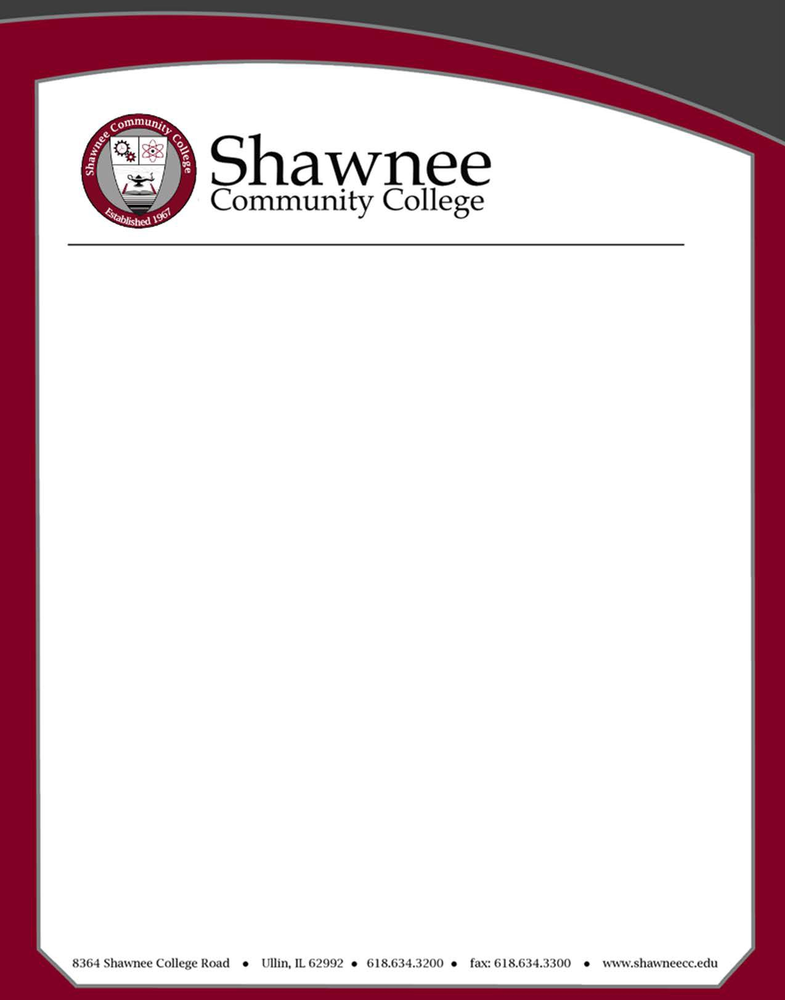 Shawnee Community College
Established 1967
Shawnee
Community College
8364 Shawnee College Road • Ullin, IL 62992 • 618.634.3200 • fax: 618.634.3300 • www.shawneecc.edu